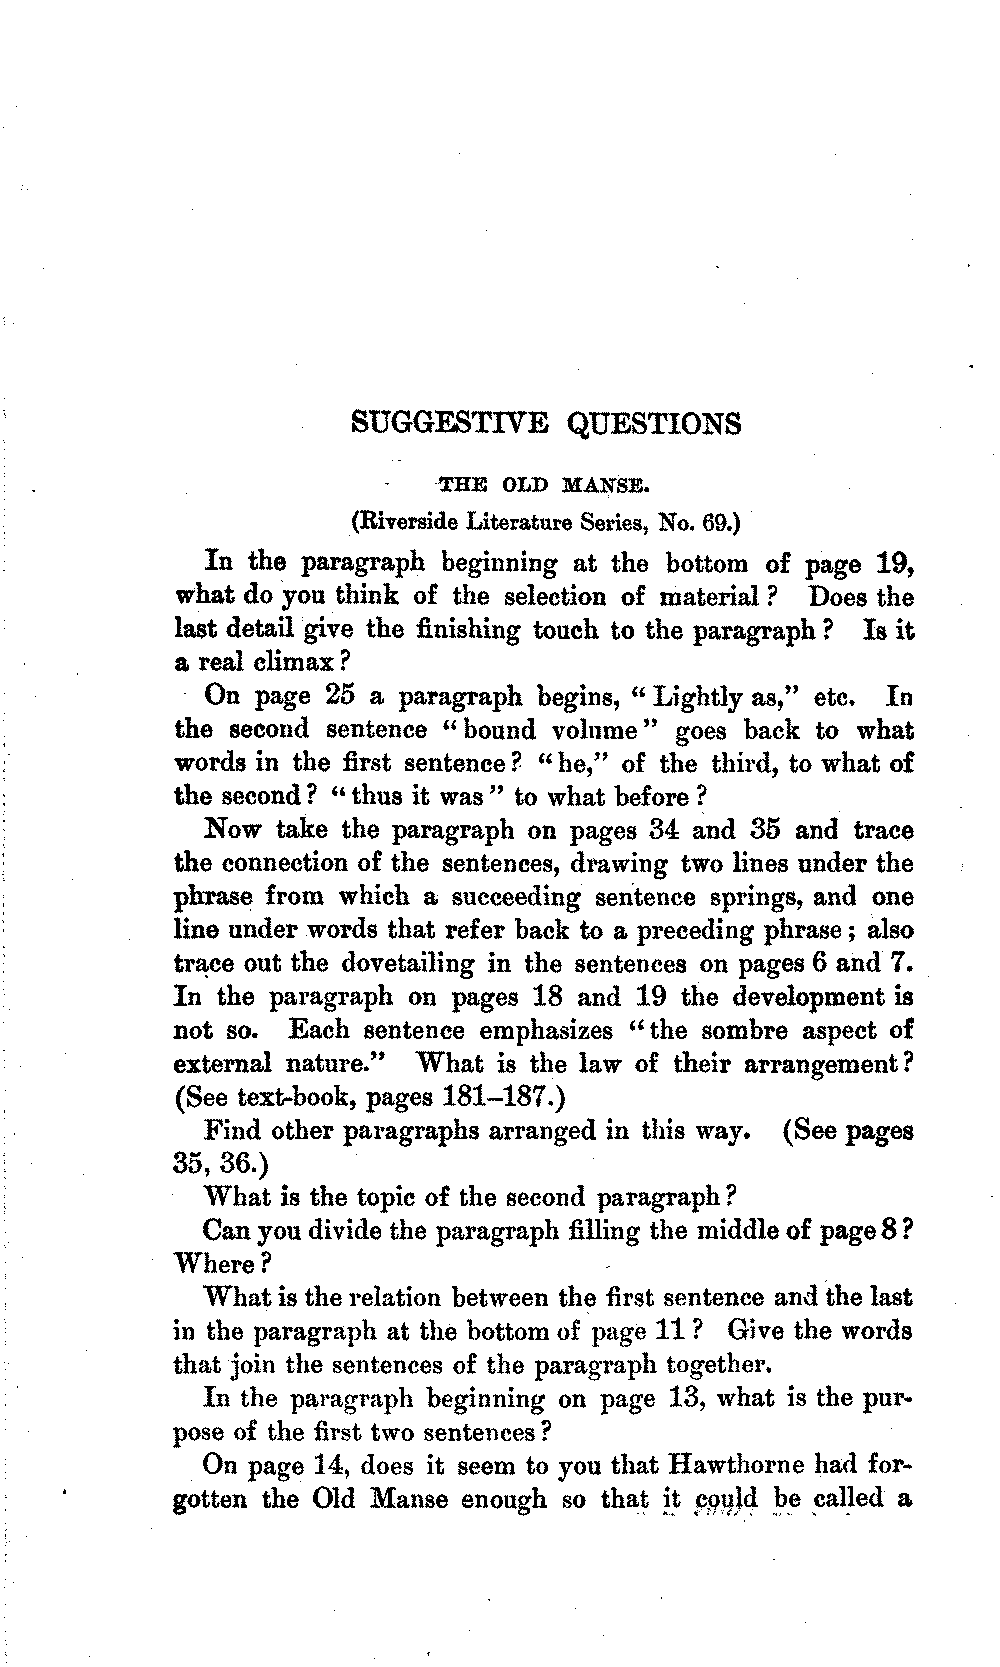 SUGGESTIVE QUESTIONS
THE OLD MANSE.
(Riverside Literature Series, No. 69.)
In the paragraph beginning at the bottom of page 19,
what do you think of the selection of material? Does the
last detail give the finishing touch to the paragraph? Is it
a real climax?
On page 25 a paragraph begins, "Lightly as," etc. In
the second sentence "bound volume" goes back to what
words in the first sentence? "he," of the third, to what of
the second? "thus it was" to what before?
Now take the paragraph on pages 34 and 35 and trace
the connection of the sentences, drawing two lines under the
phrase from which a succeeding sentence springs, and one
line under words that refer back to a preceding phrase; also
trace out the dovetailing in the sentences on pages 6 and 7.
In the paragraph on pages 18 and 19 the development is
not so. Each sentence emphasizes "the sombre aspect of
external nature." What is the law of their arrangement?
(See text-book, pages 181–187.)
Find other paragraphs arranged in this way. (See pages
35, 36.)
What is the topic of the second paragraph?
Can you divide the paragraph filling the middle of page 8?
Where?
What is the relation between the first sentence and the last
in the paragraph at the bottom of page 11? Give the words
that join the sentences of the paragraph together.
In the paragraph beginning on page 13, what is the pur-
pose of the first two sentences?
On page 14, does it seem to you that Hawthorne had for-
gotten the Old Manse enough so that it could be called a